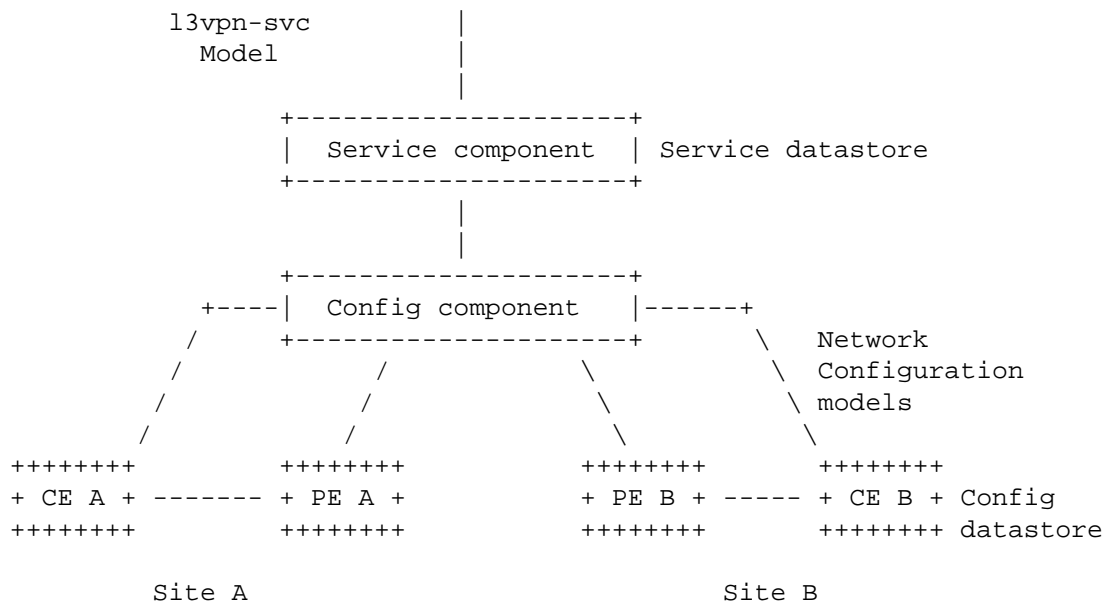 l3vpn-svc
Model
Service component Service datastore
Config component
Network
Configuration
models
CE A PE A PE B CE B Config
datastore
Site A Site B